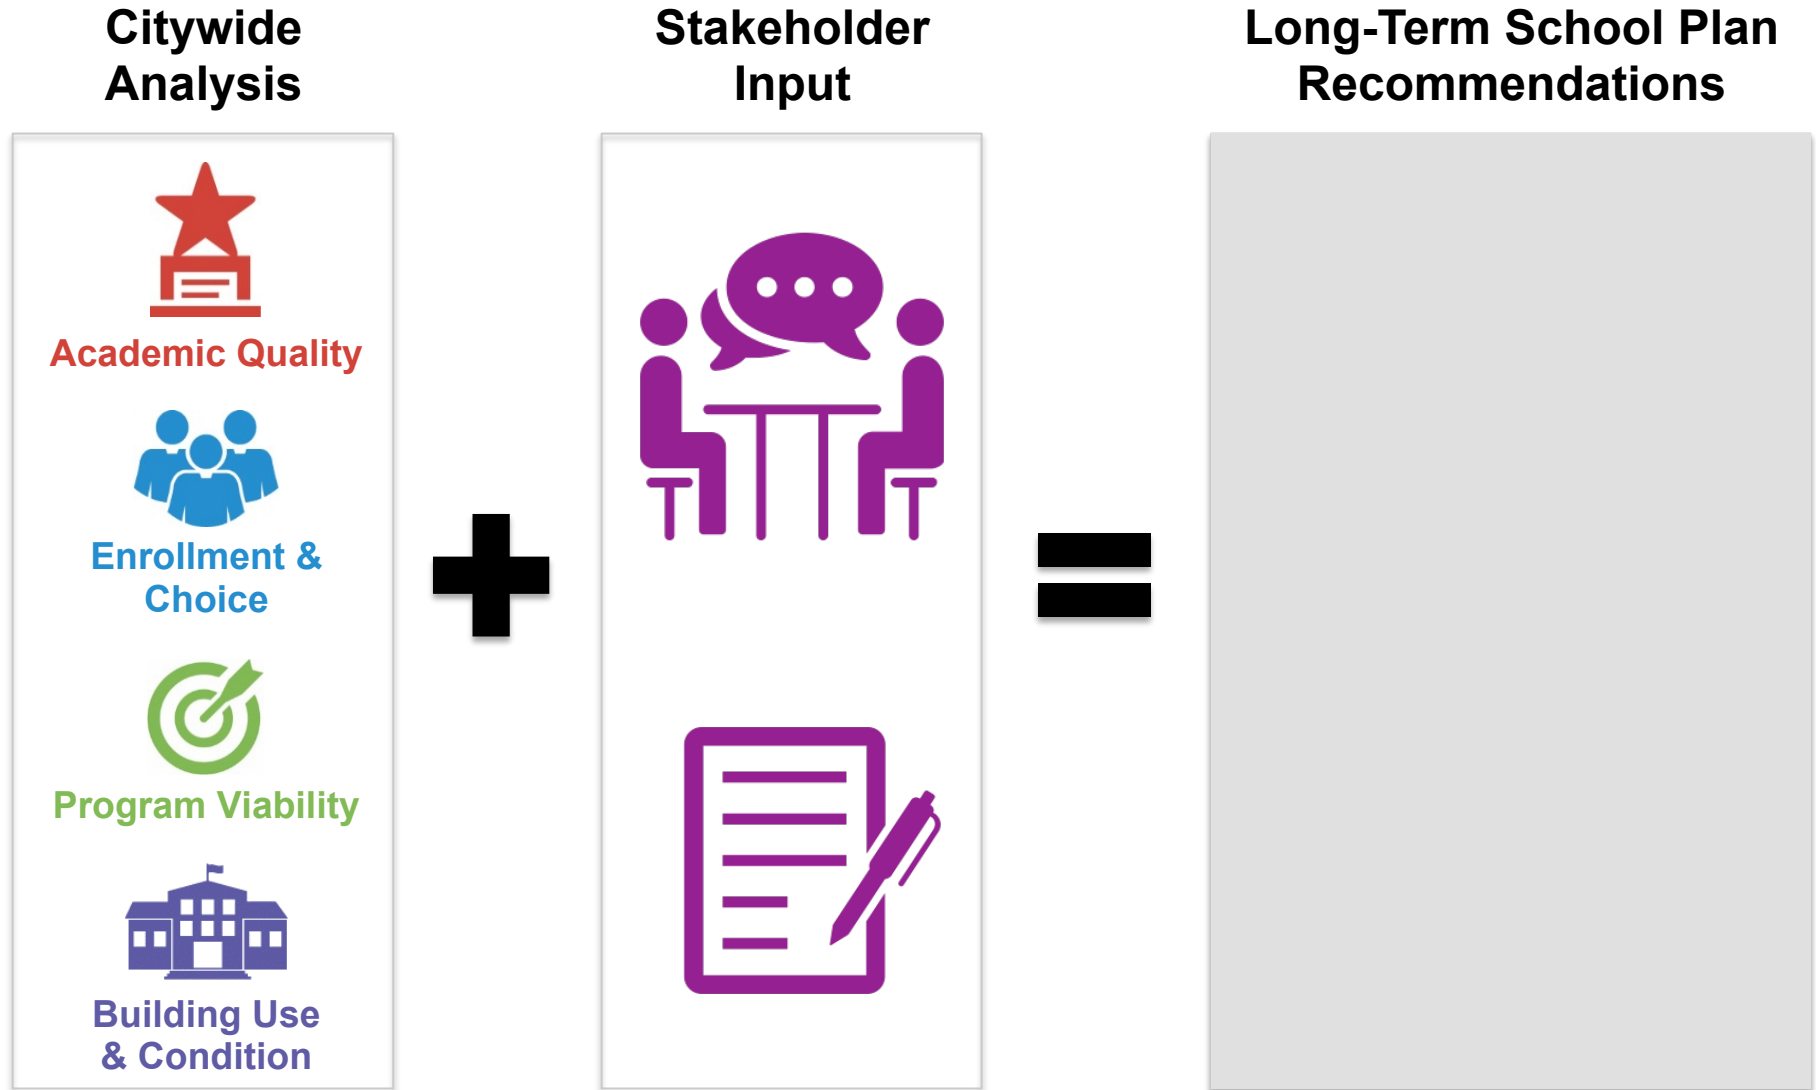 Citywide
Analysis
Academic Quality
Enrollment &
Choice
Program Viability
Building Use
& Condition
Stakeholder
Input
Long-Term School Plan
Recommendations